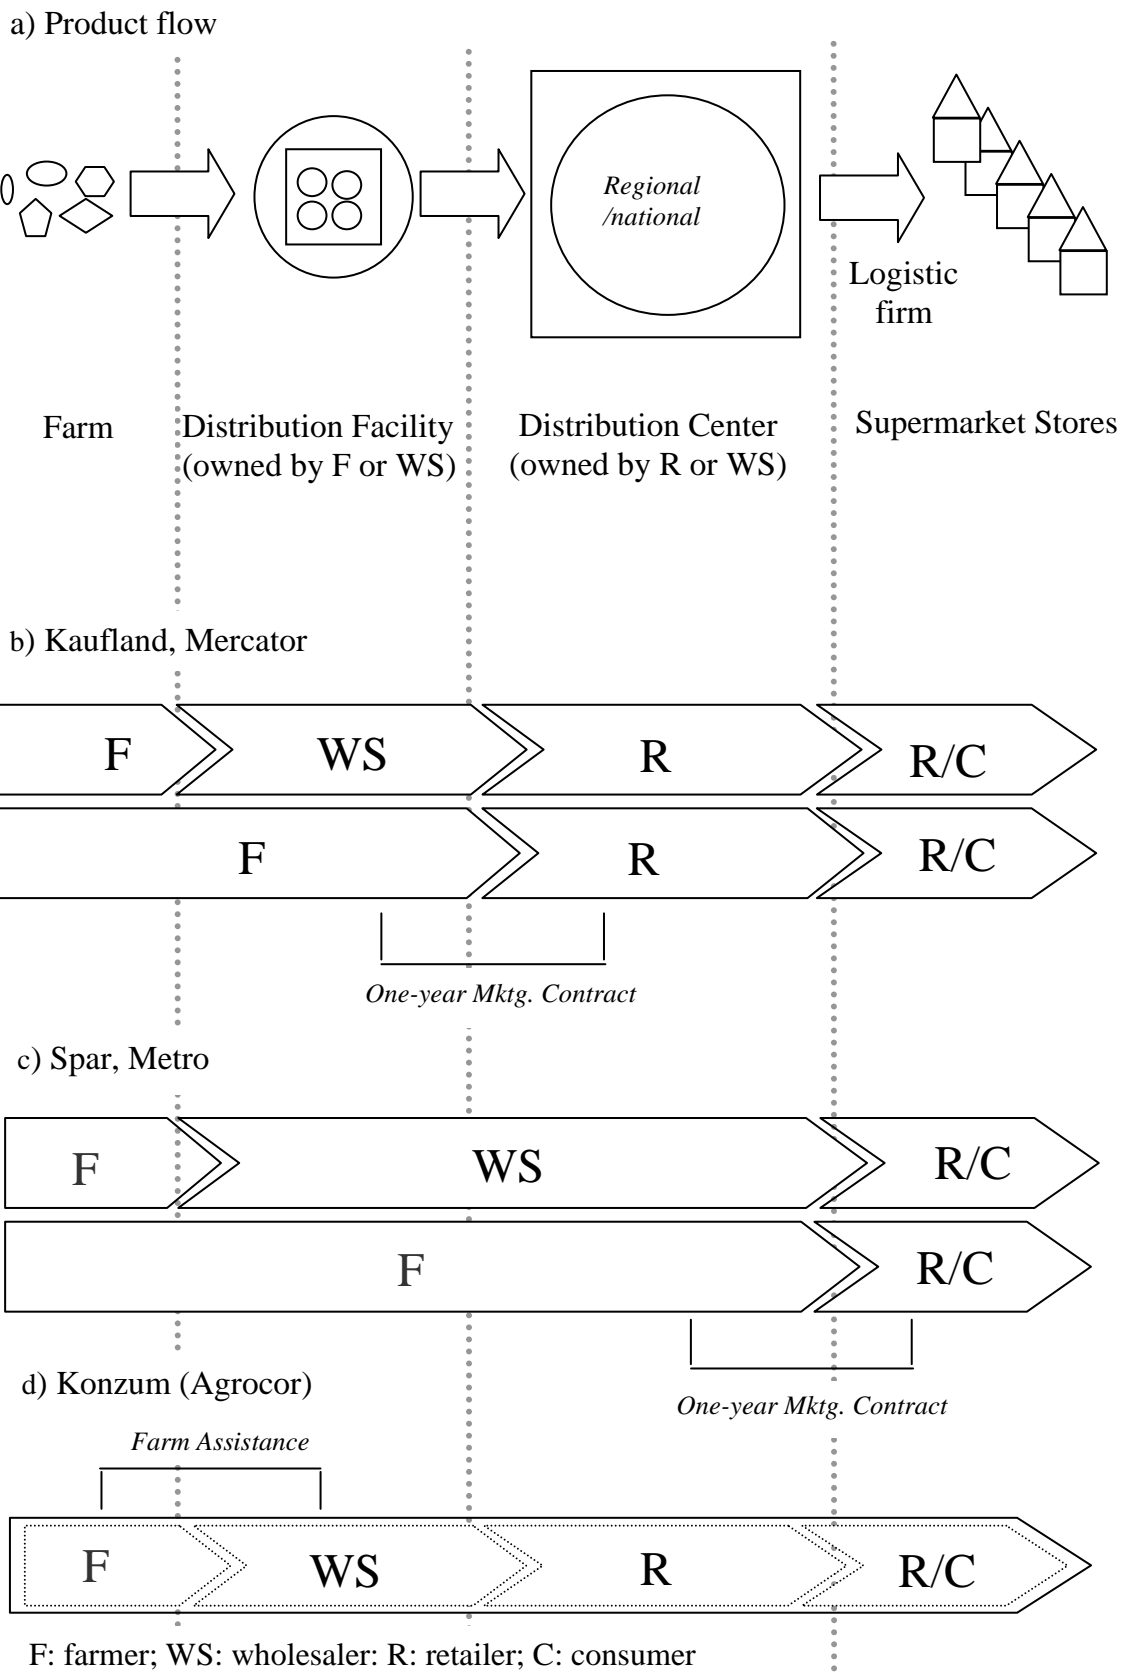 a) Product flow
Regional
/national
Logistic
firm
Farm
Distribution Facility
(owned by F or WS)
Distribution Center
(owned by R or WS)
Supermarket Stores
b) Kaufland, Mercator
F
WS
R
R/C
F
R
R/C
One-year Mktg. Contract
c) Spar, Metro
F
WS
R/C
F
R/C
One-year Mktg. Contract
d) Konzum (Agrocor)
Farm Assistance
F
WS
R
R/C
F: farmer; WS: wholesaler: R: retailer; C: consumer